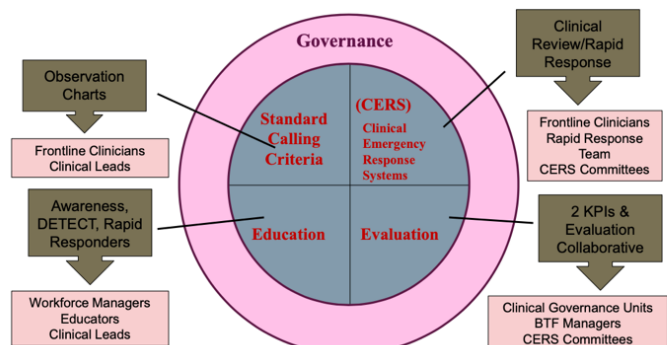 Governance
Observation
Charts
Frontline Clinicians
Clinical Leads
Standard
Calling
Criteria
(CERS)
Clinical
Emergency
Response
Systems
Clinical
Review/Rapid
Response
Frontline Clinicians
Rapid Response
Team
CERS Committees
Awareness,
DETECT, Rapid
Responders
Workforce Managers
Educators
Clinical Leads
Education
Evaluation
2 KPIs &
Evaluation
Collaborative
Clinical Governance Units
BTF Managers
CERS Committees